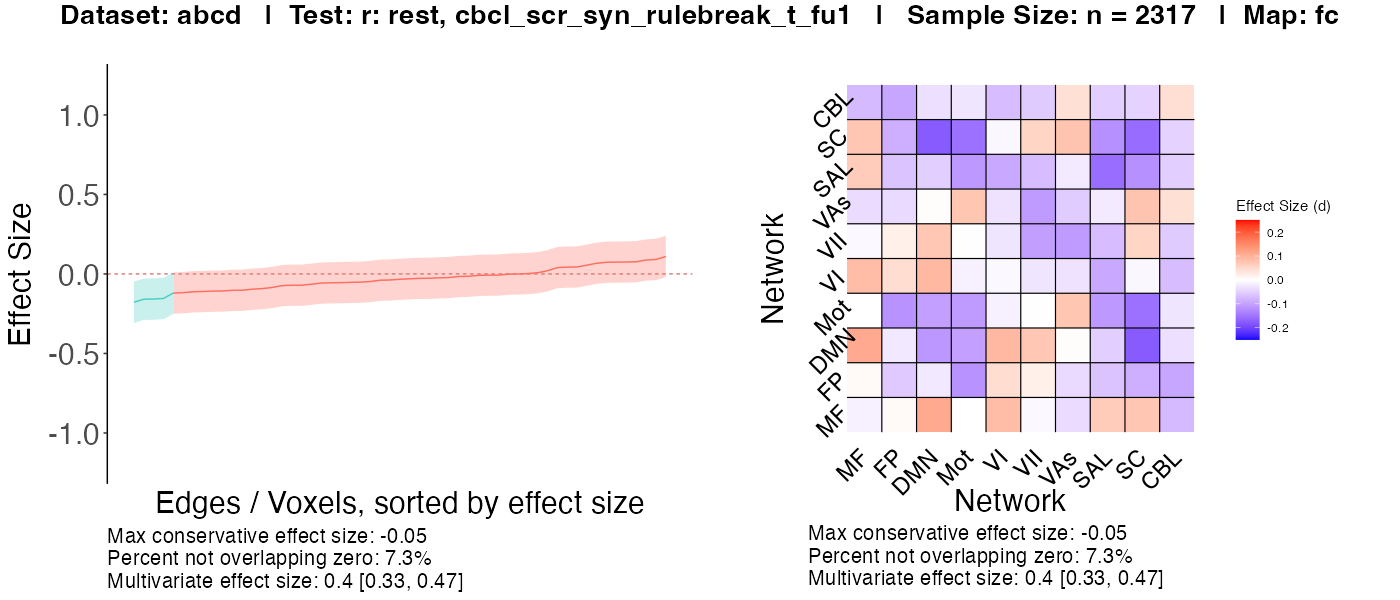 Dataset: abcd | Test: r: rest, cbcl_scr_syn_rulebreak_t_fu1 | Sample Size: n = 2317 | Map: fc
Effect Size
1.0
0.5
0.0
-0.5
-1.0
Edges / Voxels, sorted by effect size
Max conservative effect size: -0.05
Percent not overlapping zero: 7.3%
Multivariate effect size: 0.4 [0.33, 0.47]
Network
CBL
SC
SAL
VAs
VII
VI
Mot
DMN
FP
MF
MF FP DMN Mot VI VII VAs SAL SC CBL
Network
Max conservative effect size: -0.05
Percent not overlapping zero: 7.3%
Multivariate effect size: 0.4 [0.33, 0.47]
Effect Size (d)
0.2
0.1
0.0
-0.1
-0.2